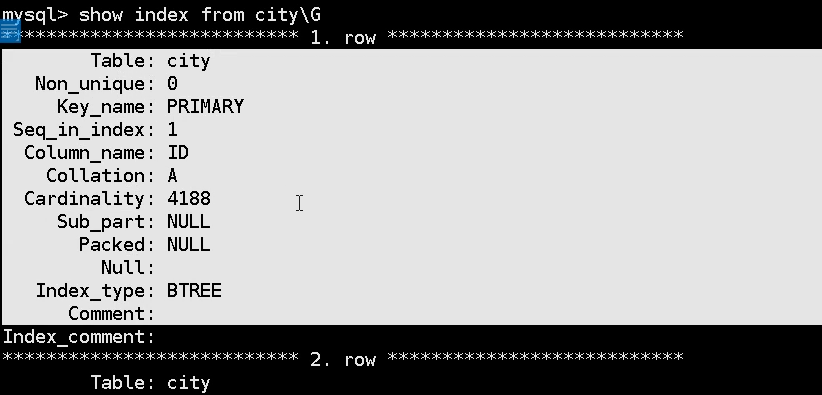 mysql> show index from city\G
*************************** 1. row ***************************
Table: city
Non_unique: 0
Key_name: PRIMARY
Seq_in_index: 1
Column_name: ID
Collation: A
Cardinality: 4188
Sub_part: NULL
Packed: NULL
Null:
Index_type: BTREE
Comment:
Index_comment:
*************************** 2. row ***************************
Table: city